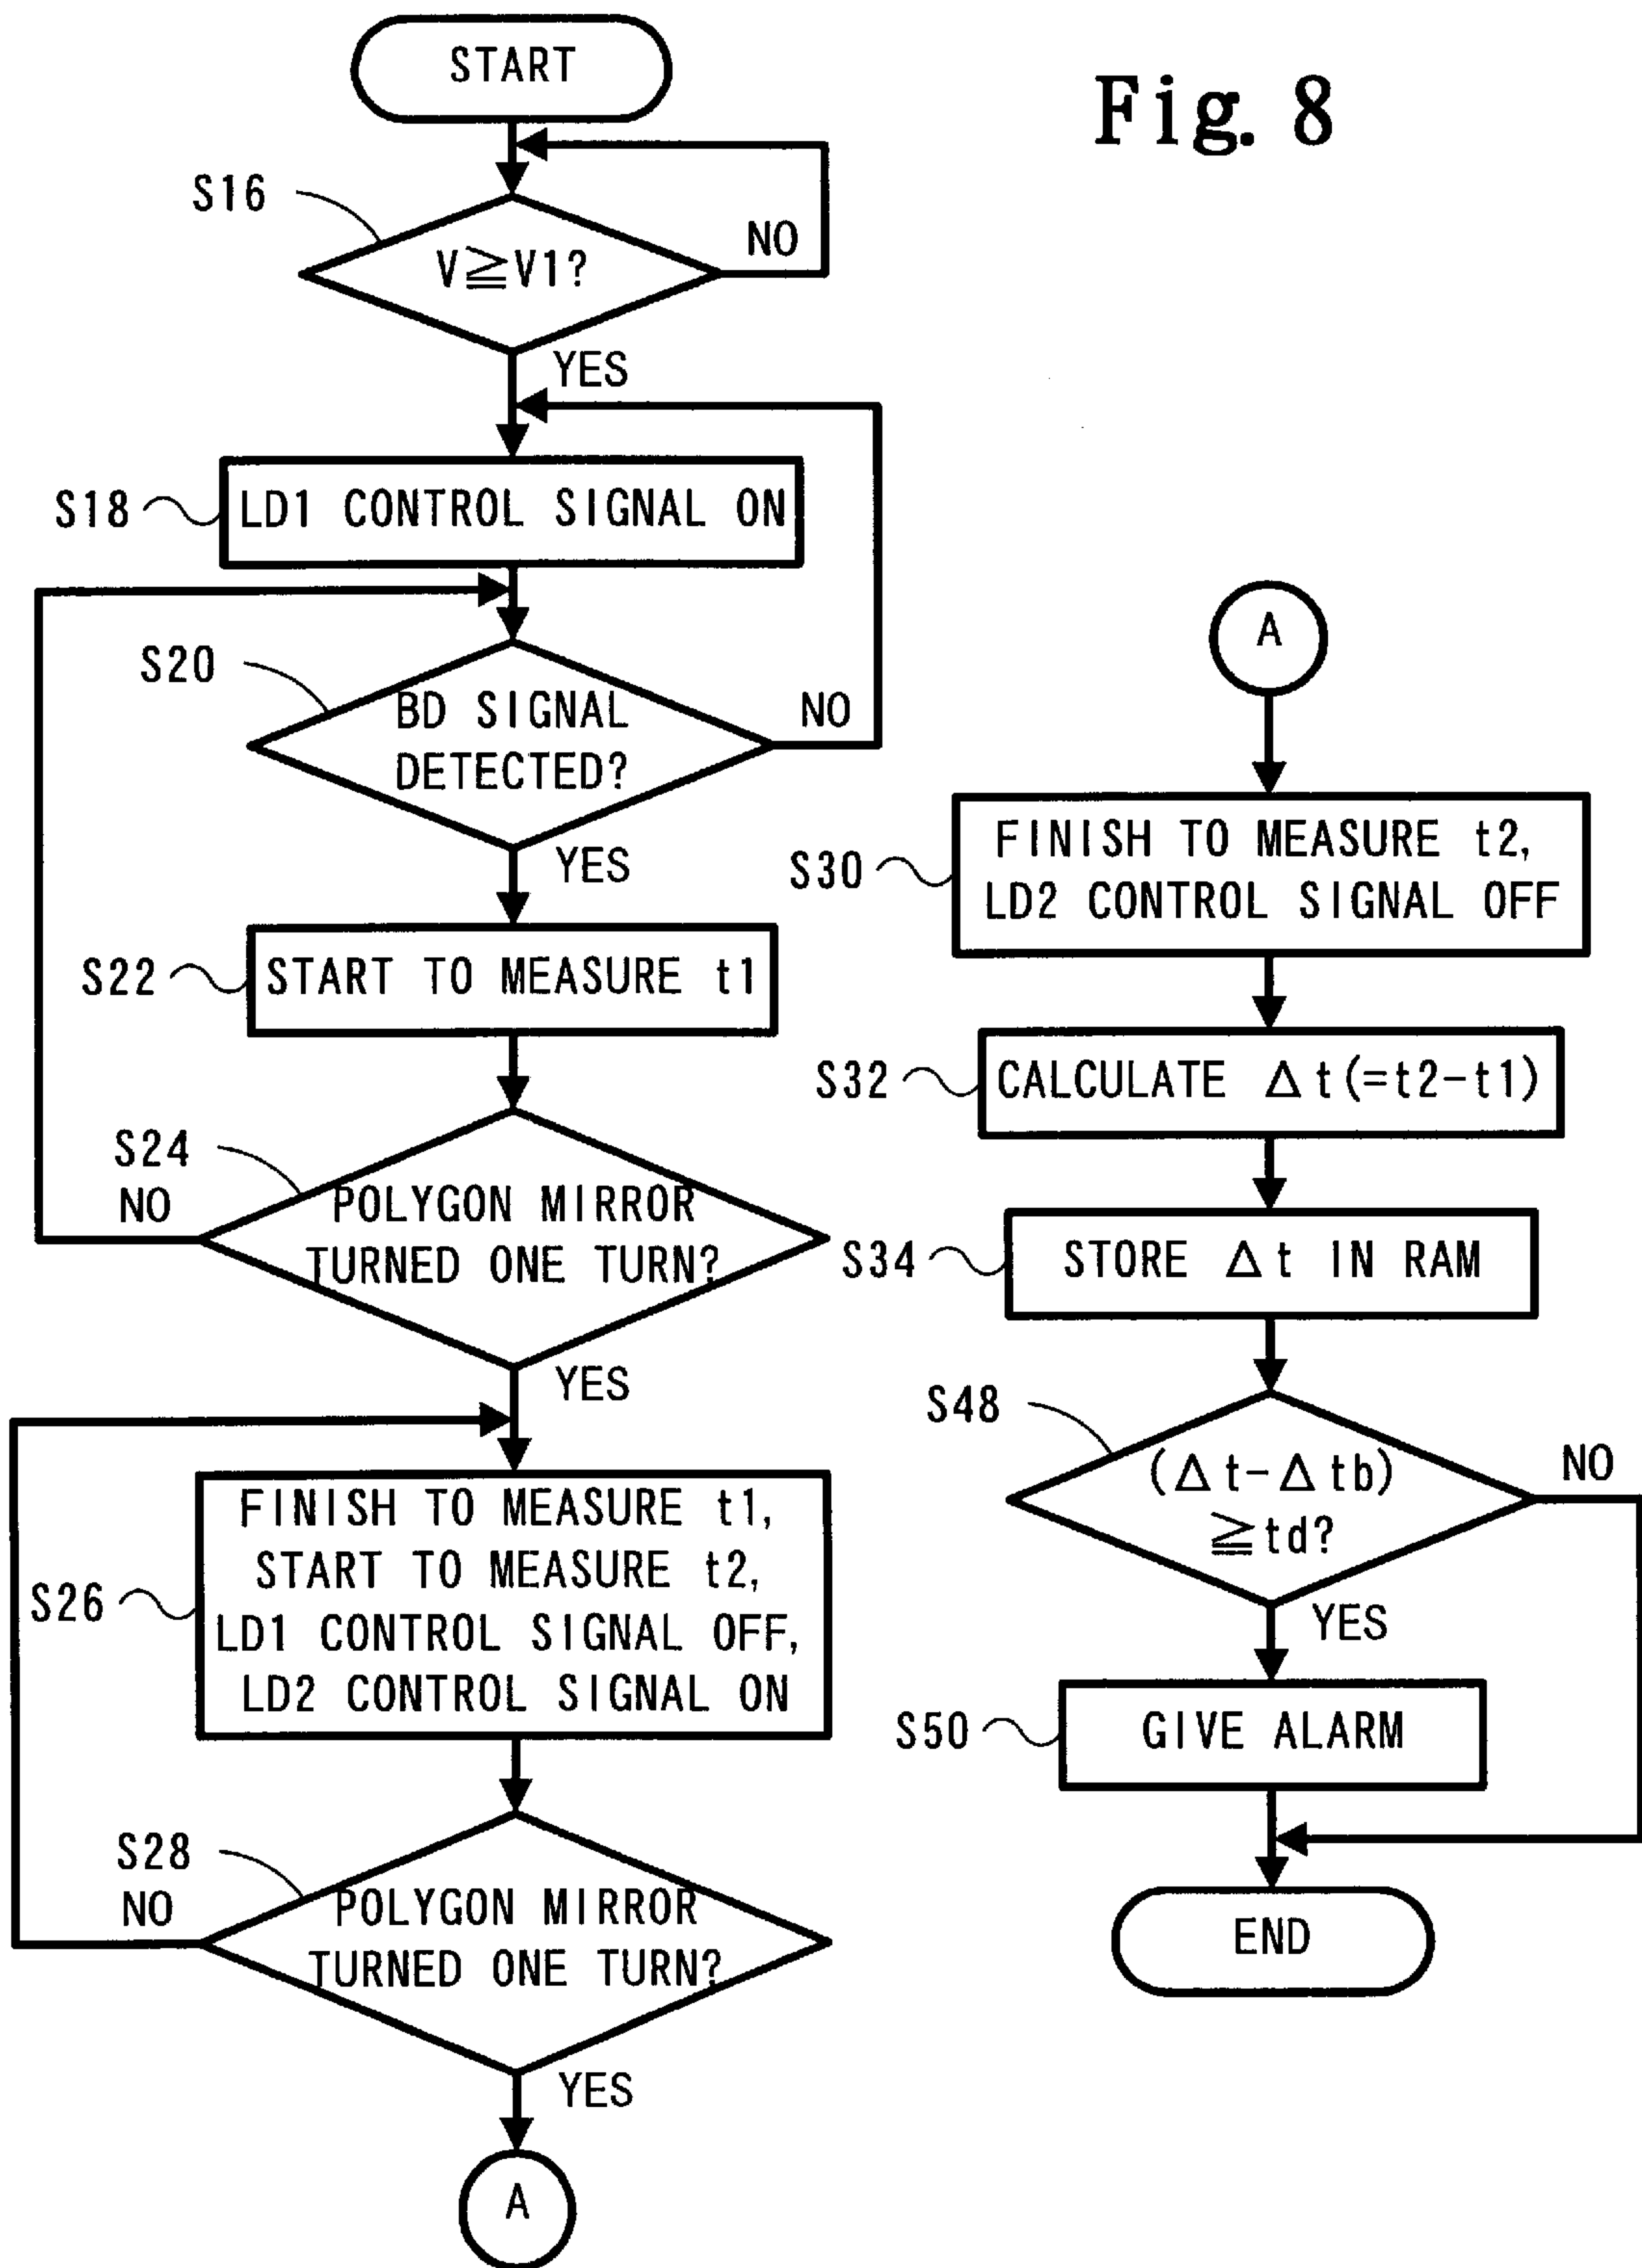 Fig. 8
START
S16
V≧V1?
NO
YES
S18
LD1 CONTROL SIGNAL ON
S20
BD SIGNAL
DETECTED?
NO
YES
S22
START TO MEASURE t1
S24
NO
POLYGON MIRROR
TURNED ONE TURN?
YES
S26
FINISH TO MEASURE t1,
START TO MEASURE t2,
LD1 CONTROL SIGNAL OFF,
LD2 CONTROL SIGNAL ON
S28
NO
POLYGON MIRROR
TURNED ONE TURN?
YES
A
A
S30
FINISH TO MEASURE t2,
LD2 CONTROL SIGNAL OFF
S32
CALCULATE Δt(=t2-t1)
S34
STORE Δt IN RAM
S48
(Δt-Δtb)
≧td?
NO
YES
S50
GIVE ALARM
END